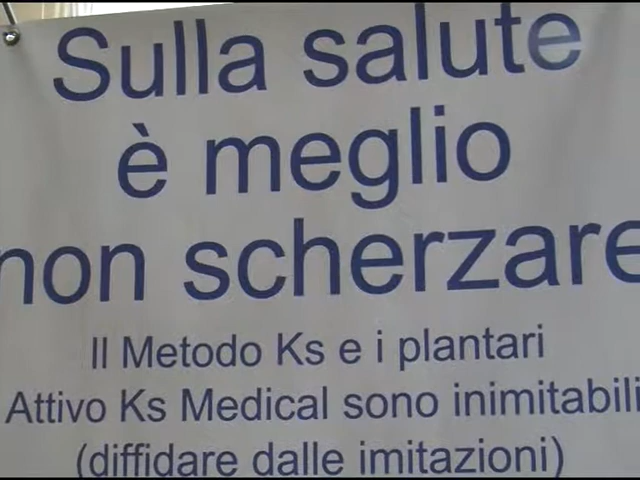 Sulla salute
è meglio
non scherzare
Il Metodo Ks e i plantari
Attivo Ks Medical sono inimitabili
(diffidare dalle imitazioni)